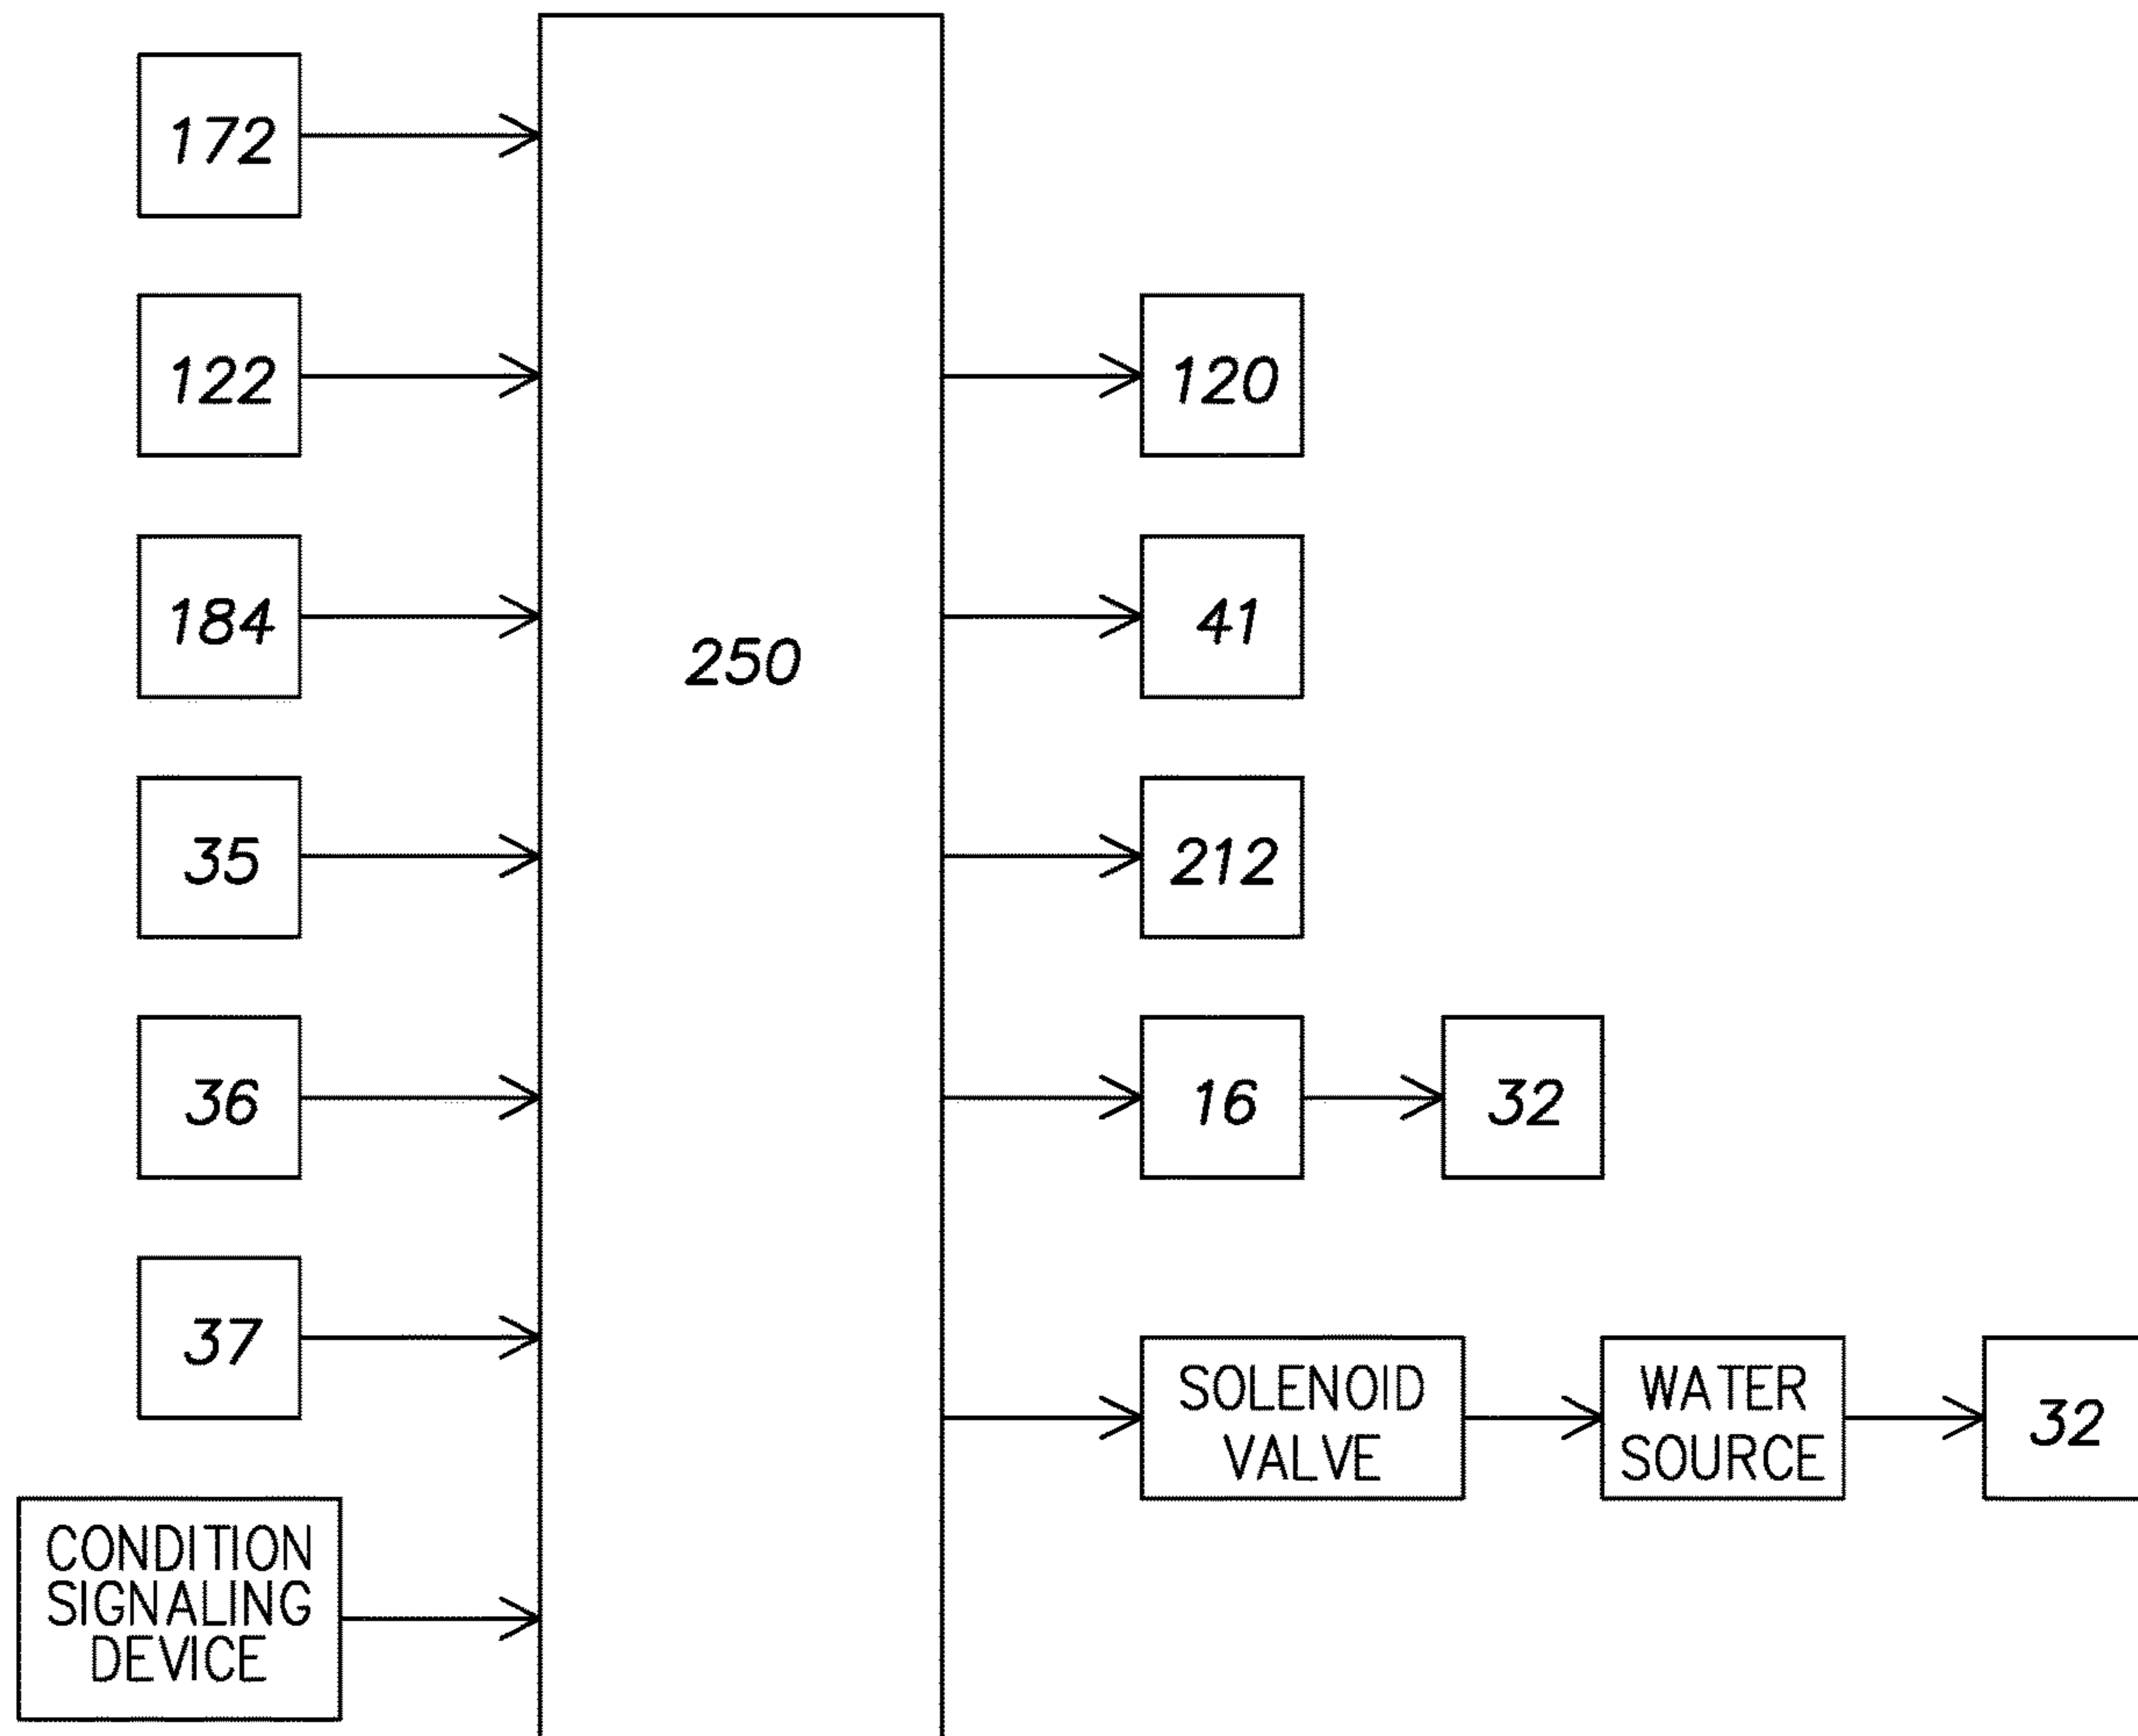 172
122
184
35
36
37
CONDITION
SIGNALING
DEVICE
250
120
41
212
16
32
SOLENOID
VALVE
WATER
SOURCE
32